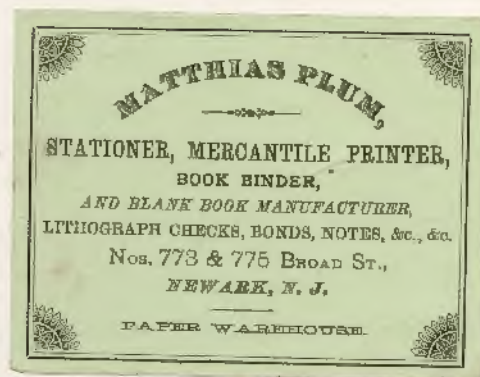 MATTHIAS PLUM,
STATIONER, MERCANTILE PRINTER,
BOOK BINDER,
AND BLANK BOOK MANUFACTURER,
LITHOGRAPH CHECKS, BONDS, NOTES, &c., &c.
Nos. 773 & 775 BROAD ST.,
NEWARK, N. J.
PAPER WAREHOUSE.